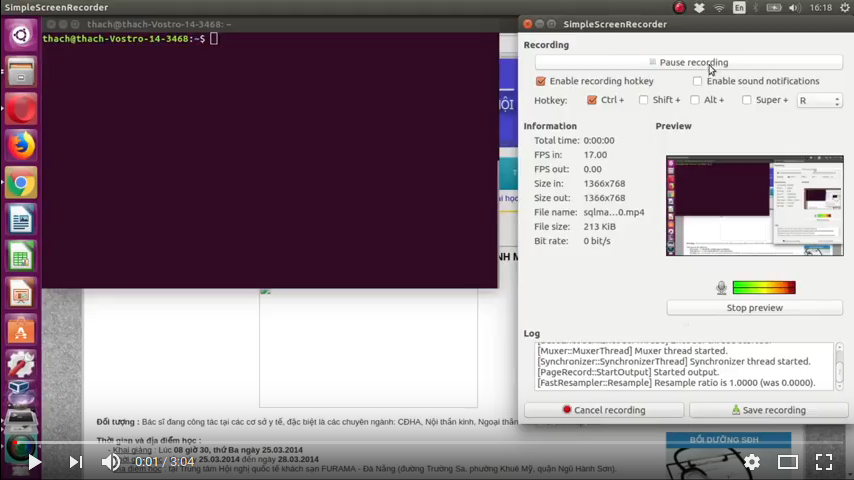 SimpleScreenRecorder
En
16:18
thach@thach-Vostro-14-3468: ~
SimpleScreenRecorder
thach@thach-Vostro-14-3468:~$
Recording
Pause recording
Enable recording hotkey
Enable sound notifications
Hotkey:
Ctrl +
Shift +
Alt +
Super +
R
NỘI
Information
Preview
Total time: 0:00:00
FPS in: 17.00
FPS out: 0.00
Size in: 1366x768
Size out: 1366x768
File name: sqlma...0.mp4
File size: 213 KiB
Bit rate: 0 bit/s
Stop preview
Log
[Muxer::MuxerThread] Muxer thread started.
[Synchronizer::SynchronizerThread] Synchronizer thread started.
[PageRecord::StartOutput] Started output.
[FastResampler::Resample] Resample ratio is 1.0000 (was 0.0000).
Cancel recording
Save recording
Đối tượng : Bác sĩ đang công tác tại các cơ sở y tế, đặc biệt là các chuyên ngành: CĐHA, Nội thần kinh, Ngoại thần
Thời gian và địa điểm học :
- Khai giảng : Lúc 08 giờ 30, thứ Ba ngày 25.03.2014
25.03.2014 đến ngày 28.03.2014
tại Trung tâm Hội nghị quốc tế khách sạn FURAMA - Đà Nẵng (đường Trường Sa, phường Khuê Mỹ, quận Ngũ Hành Sơn).
BỒI DƯỠNG SĐH
0:01 / 3:04